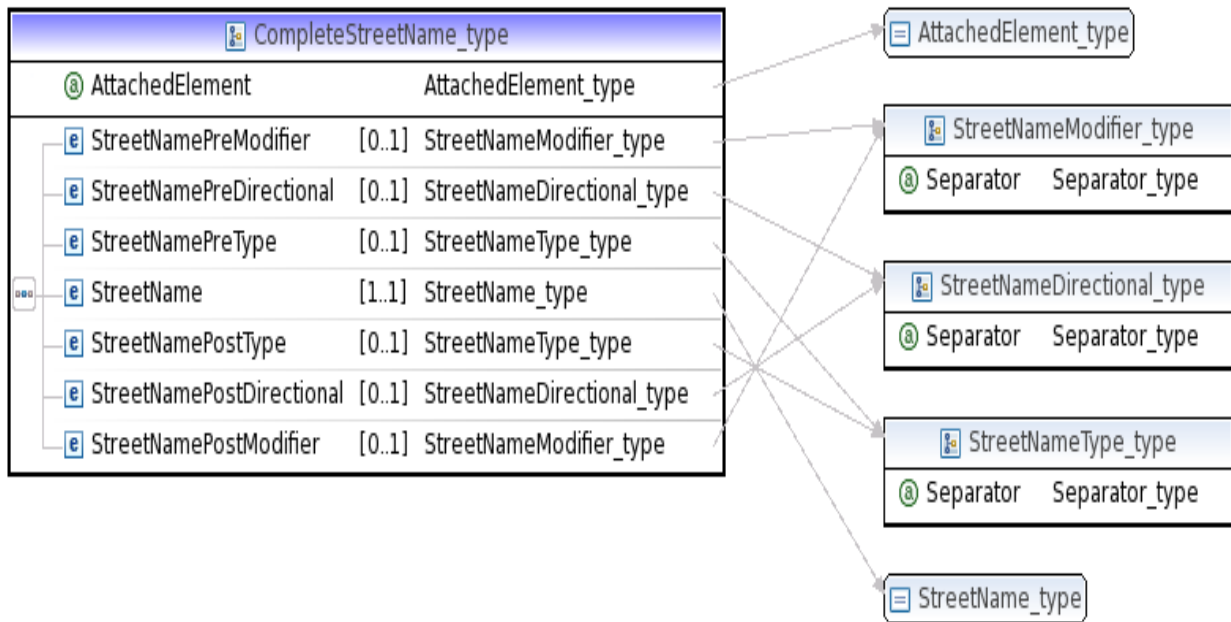 CompleteStreetName_type
AttachedElement AttachedElement_type
StreetNamePreModifier [0..1] StreetNameModifier_type
StreetNamePreDirectional [0..1] StreetNameDirectional_type
StreetNamePreType [0..1] StreetNameType_type
StreetName [1..1] StreetName_type
StreetNamePostType [0..1] StreetNameType_type
StreetNamePostDirectional [0..1] StreetNameDirectional_type
StreetNamePostModifier [0..1] StreetNameModifier_type
AttachedElement_type
StreetNameModifier_type
Separator Separator_type
StreetNameDirectional_type
Separator Separator_type
StreetNameType_type
Separator Separator_type
StreetName_type